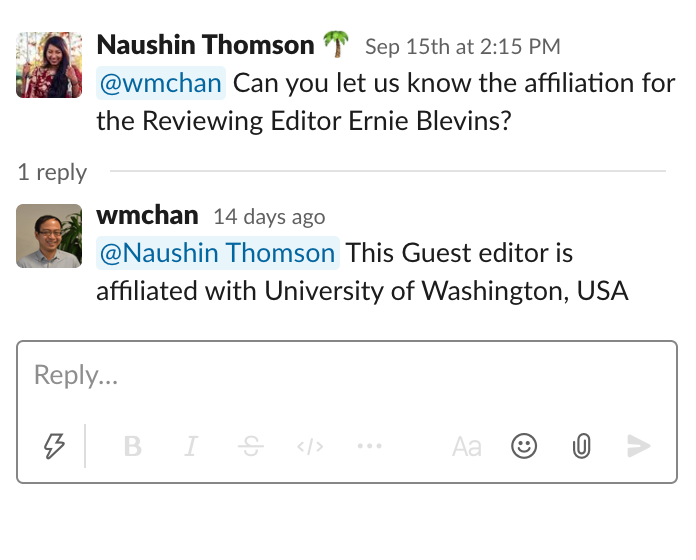 Naushin Thomson 🌴 Sep 15th at 2:15 PM
@wmchan Can you let us know the affiliation for
the Reviewing Editor Ernie Blevins?
1 reply
wmchan 14 days ago
@Naushin Thomson This Guest editor is
affiliated with University of Washington, USA
Reply...
B I S </> ... Aa